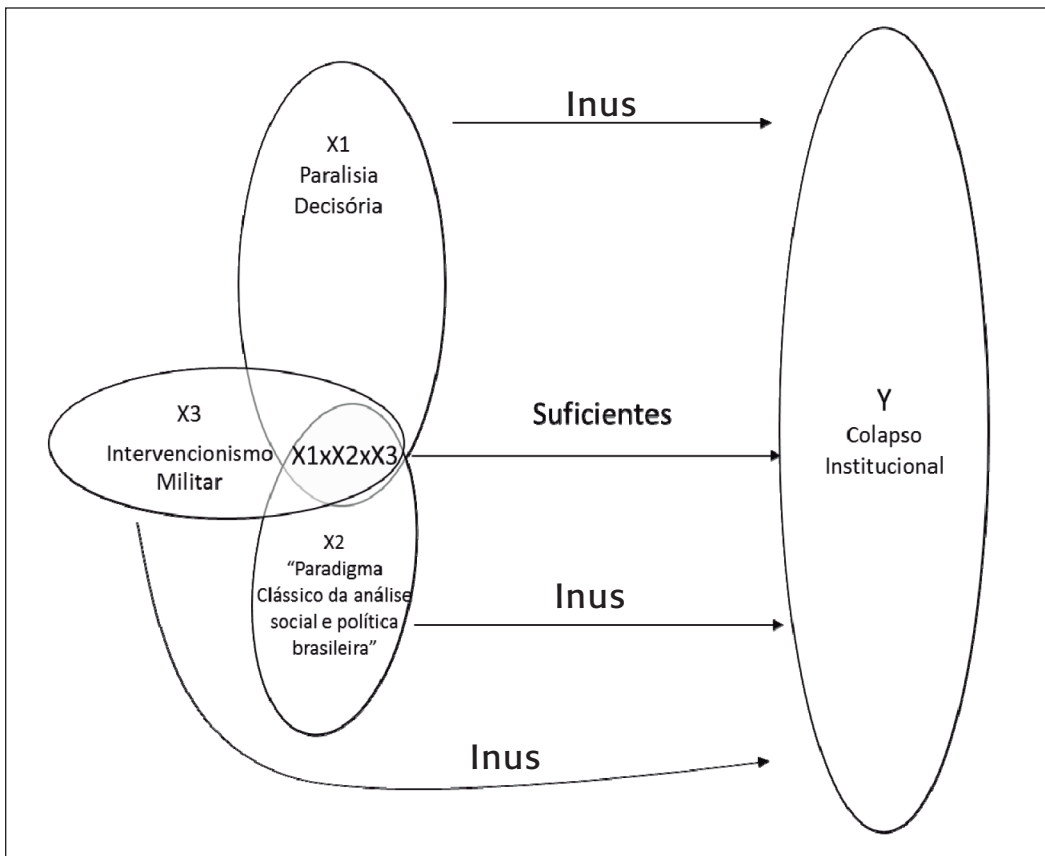 Inus
X1
Paralisia
Decisória
X3
Intervencionismo
Militar
X1xX2xX3
Suficientes
Y
Colapso
Institucional
X2
“Paradigma
Clássico da análise
social e política
brasileira”
Inus
Inus